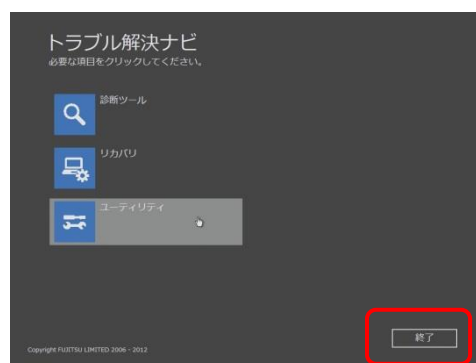 トラブル解決ナビ
必要な項目をクリックしてください。
診断ツール
リカバリ
ユーティリティ
終了
Copyright FUJITSU LIMITED 2006 - 2012